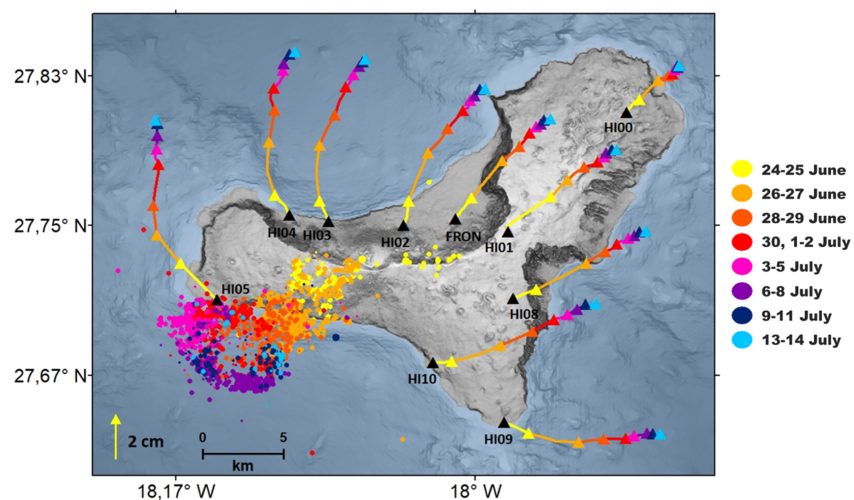 27,83° N
HI00
27,75° N
HI04
HI03
HI02
FRON
HI01
HI05
HI08
27,67° N
HI10
HI09
2 cm
0 5
km
18,17° W
18° W
24-25 June
26-27 June
28-29 June
30, 1-2 July
3-5 July
6-8 July
9-11 July
13-14 July